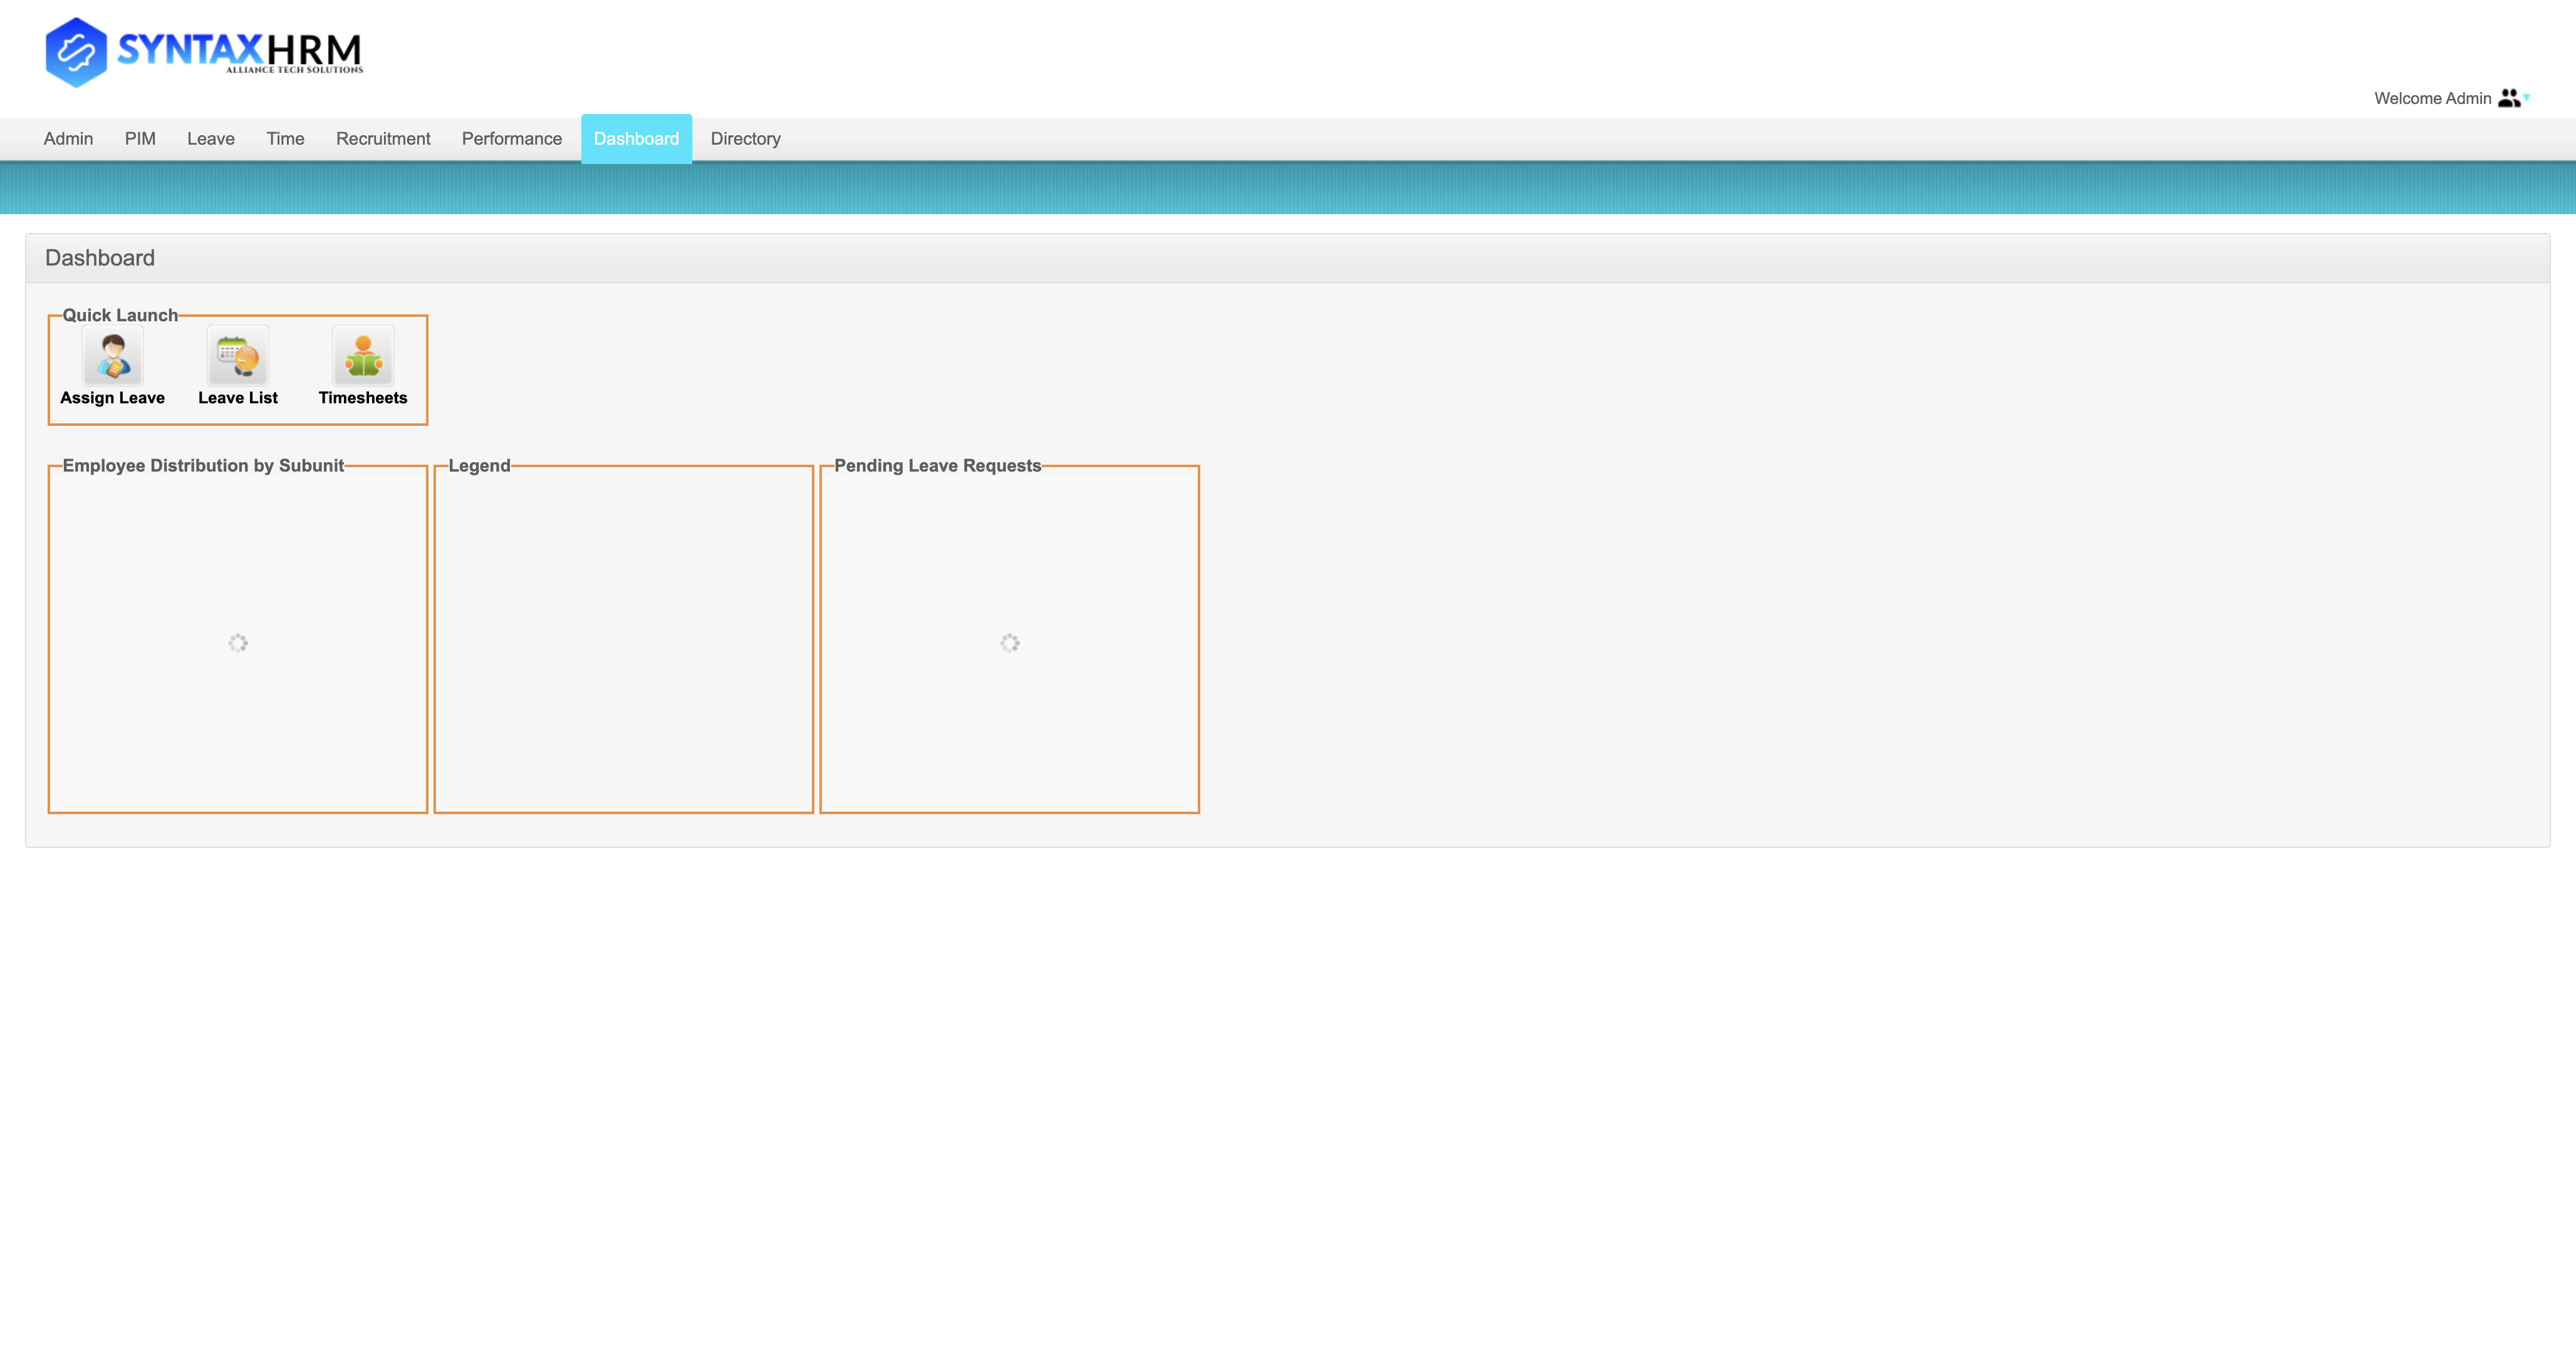 SYNTAXHRM
ALLIANCE TECH SOLUTIONS
Welcome Admin
Admin PIM Leave Time Recruitment Performance Dashboard Directory
Dashboard
Quick Launch
Assign Leave Leave List Timesheets
Employee Distribution by Subunit Legend Pending Leave Requests